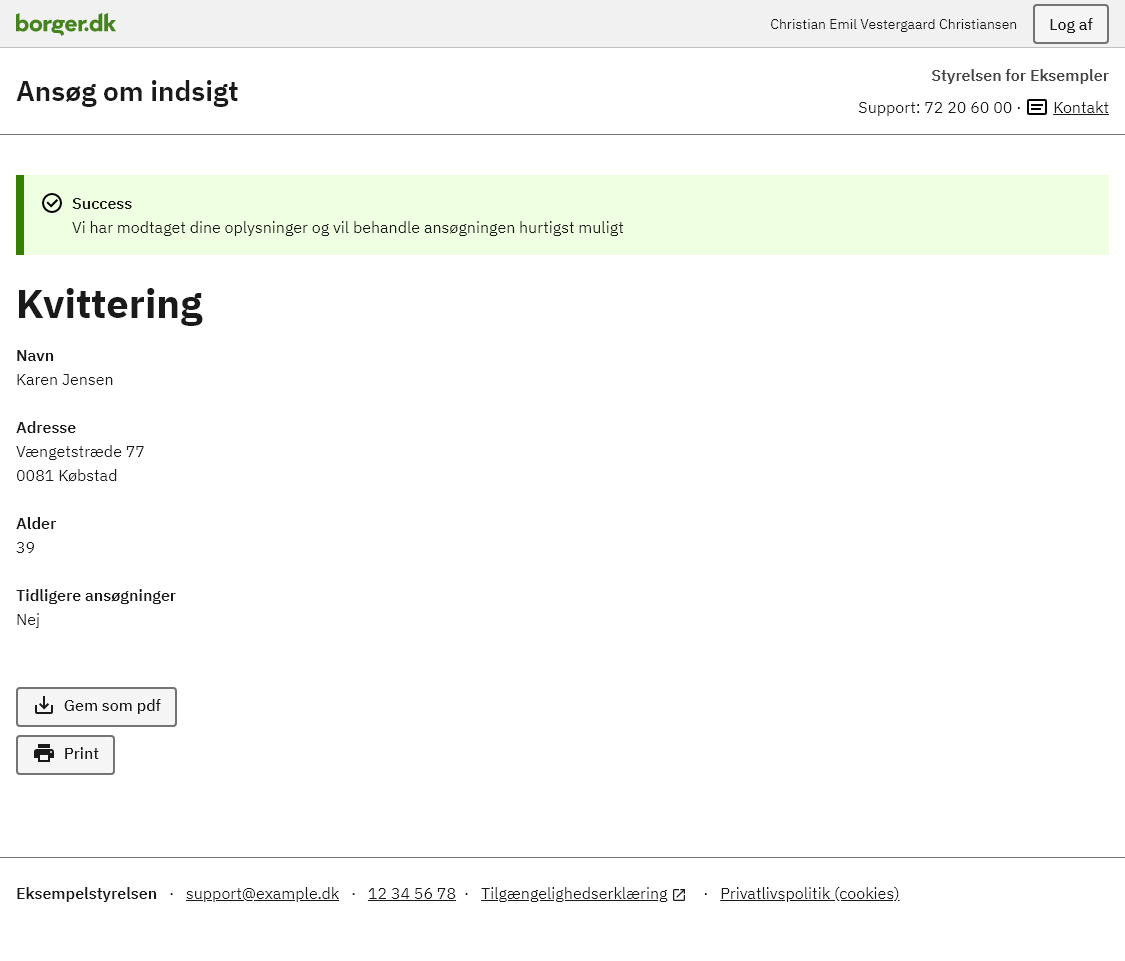 borger.dk
Christian Emil Vestergaard Christiansen
Log af
Ansøg om indsigt
Styrelsen for Eksempler
Support: 72 20 60 00 · Kontakt
Success
Vi har modtaget dine oplysninger og vil behandle ansøgningen hurtigst muligt
Kvittering
Navn
Karen Jensen
Adresse
Vængetstræde 77
0081 Købstad
Alder
39
Tidligere ansøgninger
Nej
Gem som pdf
Print
Eksempelstyrelsen · support@example.dk · 12 34 56 78 · Tilgængelighedserklæring · Privatlivspolitik (cookies)